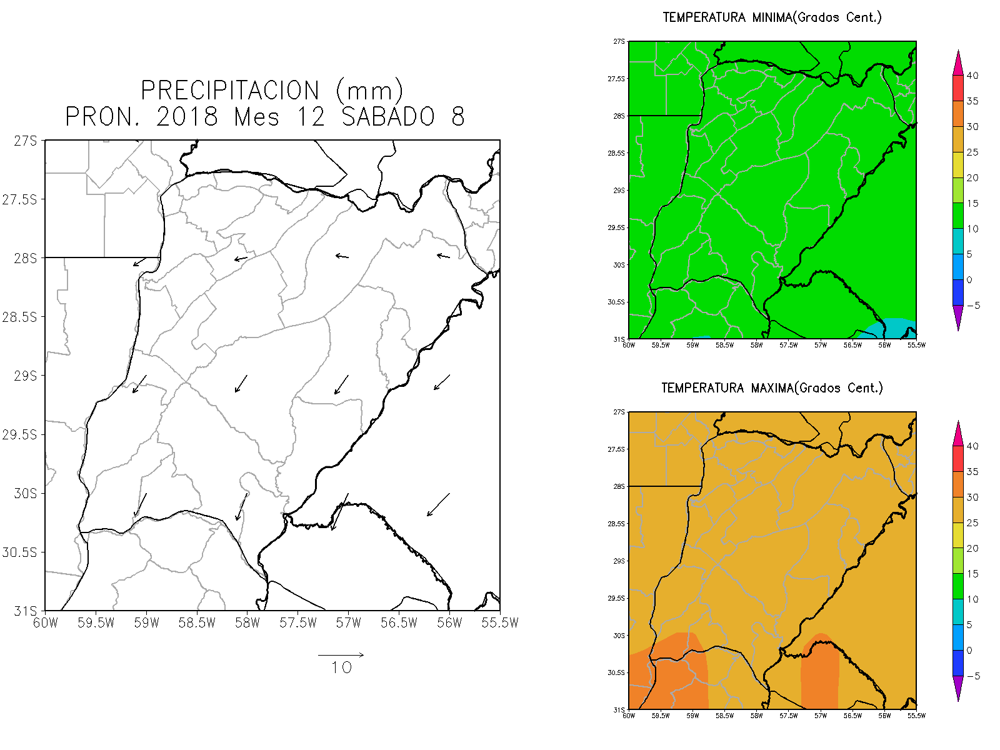 PRECIPITACION (mm)
PRON. 2018 Mes 12 SABADO 8
27S
27.5S
28S
28.5S
29S
29.5S
30S
30.5S
31S
60W 59.5W 59W 58.5W 58W 57.5W 57W 56.5W 56W 55.5W
10
TEMPERATURA MINIMA(Grados Cent.)
27S
27.5S
28S
28.5S
29S
29.5S
30S
30.5S
31S
60W 59.5W 59W 58.5W 58W 57.5W 57W 56.5W 56W 55.5W
40
35
30
25
20
15
10
5
0
-5
TEMPERATURA MAXIMA(Grados Cent.)
27S
27.5S
28S
28.5S
29S
29.5S
30S
30.5S
31S
60W 59.5W 59W 58.5W 58W 57.5W 57W 56.5W 56W 55.5W
40
35
30
25
20
15
10
5
0
-5